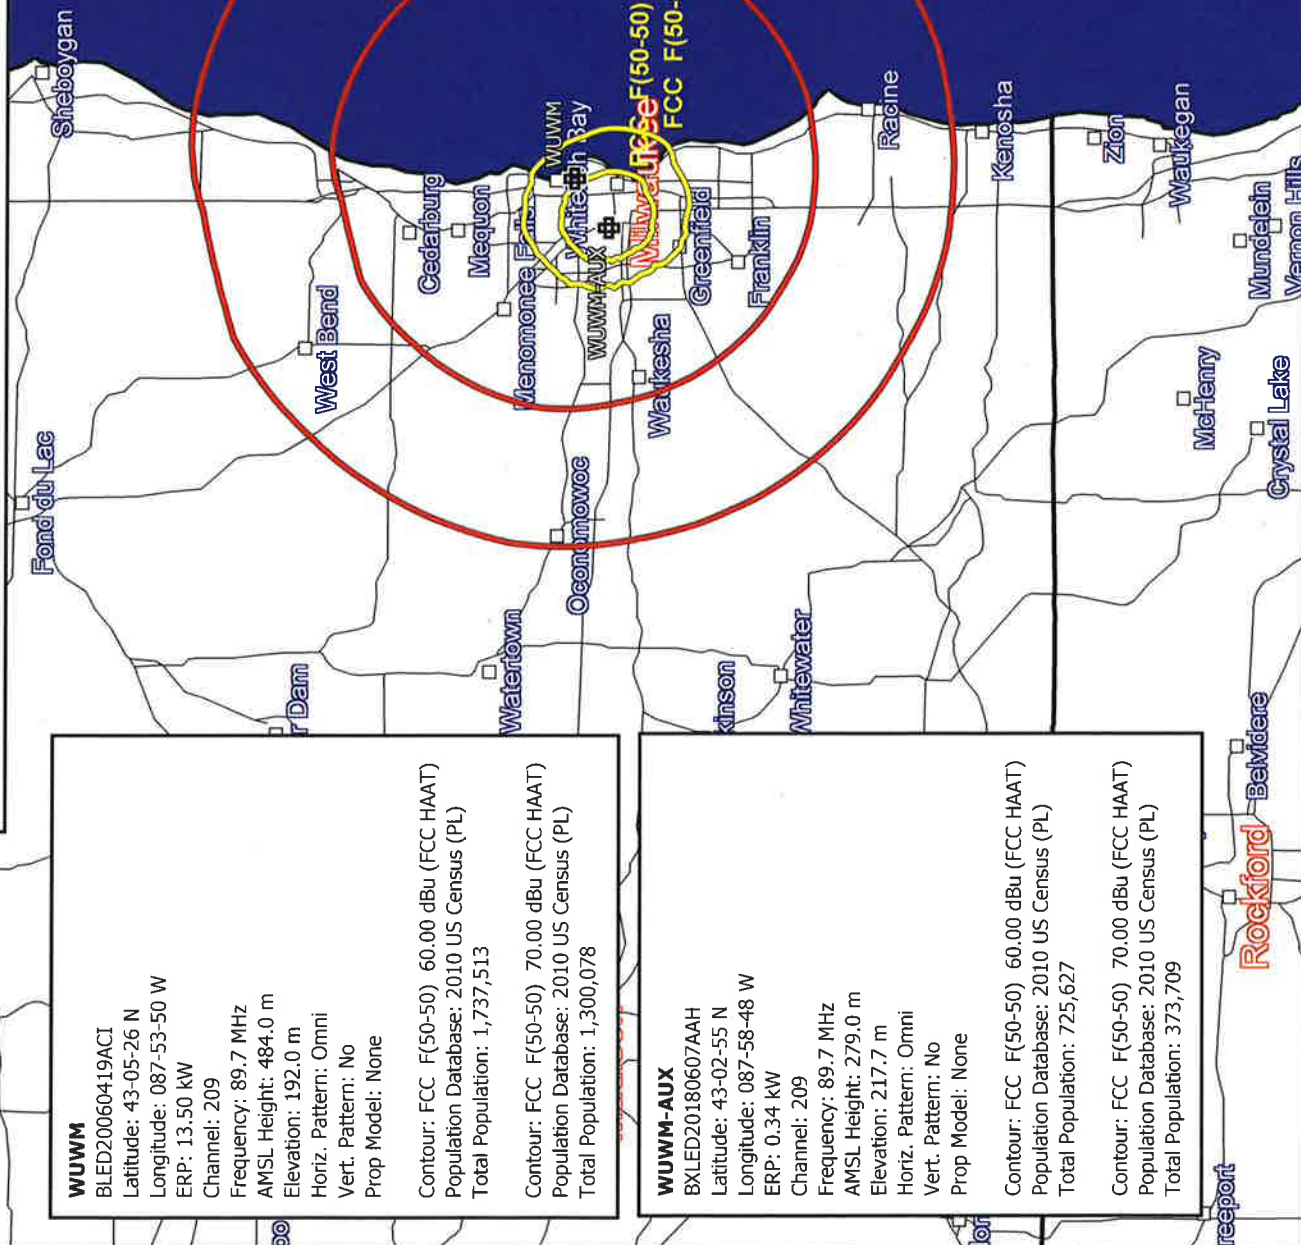 WUWM
BLED20060419ACI
Latitude: 43-05-26 N
Longitude: 087-53-50 W
ERP: 13.50 kW
Channel: 209
Frequency: 89.7 MHz
AMSL Height: 484.0 m
Elevation: 192.0 m
Horiz. Pattern: Omni
Vert. Pattern: No
Prop Model: None
Contour: FCC F(50-50) 60.00 dBu (FCC HAAT)
Population Database: 2010 US Census (PL)
Total Population: 1,737,513
Contour: FCC F(50-50) 70.00 dBu (FCC HAAT)
Population Database: 2010 US Census (PL)
Total Population: 1,300,078
WUWM-AUX
BXLED20180607AAH
Latitude: 43-02-55 N
Longitude: 087-58-48 W
ERP: 0.34 kW
Channel: 209
Frequency: 89.7 MHz
AMSL Height: 279.0 m
Elevation: 217.7 m
Horiz. Pattern: Omni
Vert. Pattern: No
Prop Model: None
Contour: FCC F(50-50) 60.00 dBu (FCC HAAT)
Population Database: 2010 US Census (PL)
Total Population: 725,627
Contour: FCC F(50-50) 70.00 dBu (FCC HAAT)
Population Database: 2010 US Census (PL)
Total Population: 373,709
Fond du Lac
Sheboygan
r Dam
West Bend
Cedarburg
Mequon
Watertown
Menomonee
WUWM
Oconomowoc
Bay
WUWM-AUX
F(50-50)
Milwaukee
Waukesha
FCC F(50-
Greenfield
kinson
Franklin
Whitewater
Racine
Kenosha
Zion
Waukegan
McHenry
Mundelein
Crystal Lake
Vernon Hills
Belvidere
Rockford
reeport